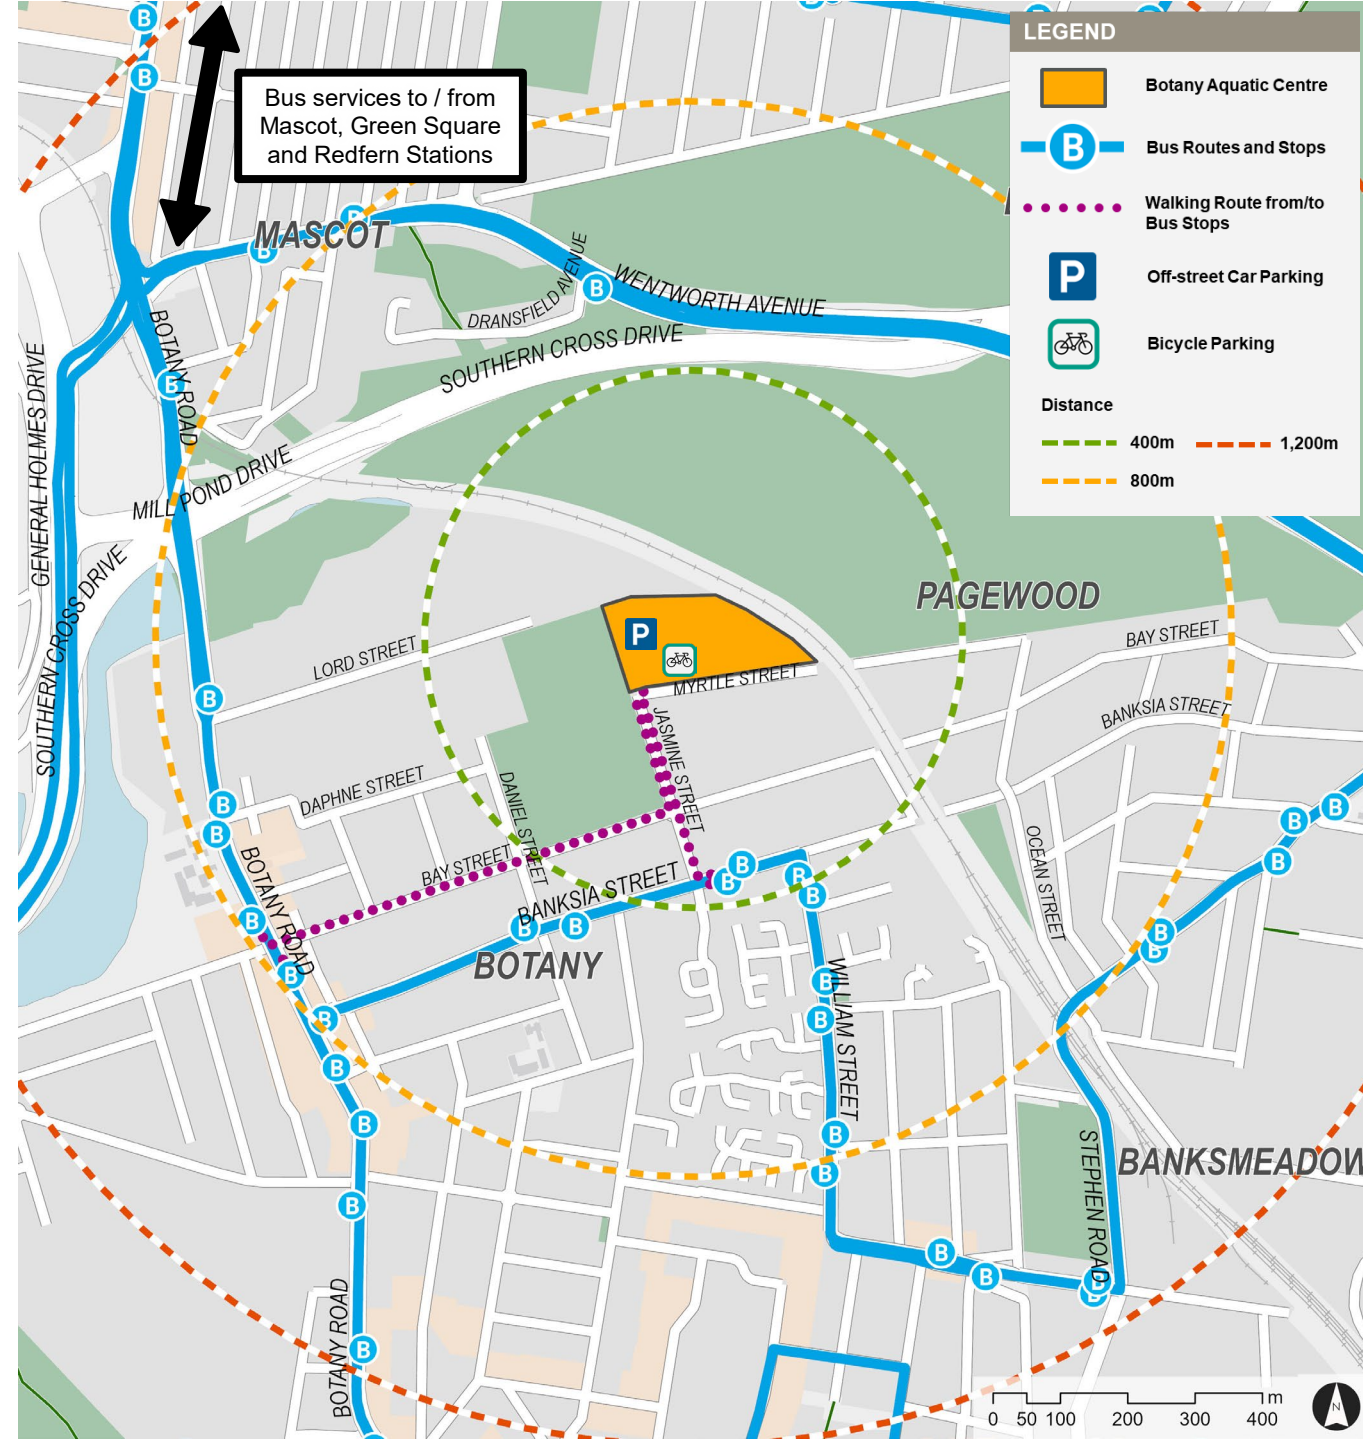 LEGEND
Botany Aquatic Centre
B
Bus Routes and Stops
Walking Route from/to
Bus Stops
P
Off-street Car Parking
Bicycle Parking
Distance
400m
1,200m
800m
Bus services to / from
Mascot, Green Square
and Redfern Stations
B
B
B
B
MASCOT
DRANSFIELD AVENUE
B
WENTWORTH AVENUE
SOUTHERN CROSS DRIVE
BOTANY ROAD
B
GENERAL HOLMES DRIVE
MILL POND DRIVE
SOUTHERN CROSS DRIVE
PAGEWOOD
P
LORD STREET
MYRTLE STREET
BAY STREET
B
JASMINE STREET
BANKSIA STREET
DAPHNE STREET
DANIEL STREET
B
B
B
B
OCEAN STREET
BOTANY ROAD
BAY STREET
BANKSIA STREET
B
B
B
B
B
B
B
B
B
B
B
BOTANY
B
B
B
WILLIAM STREET
B
B
B
B
B
STEPHEN ROAD
BANKSMEADOW
B
B
B
B
B
B
BOTANY ROAD
B
m
0 50 100 200 300 400
N